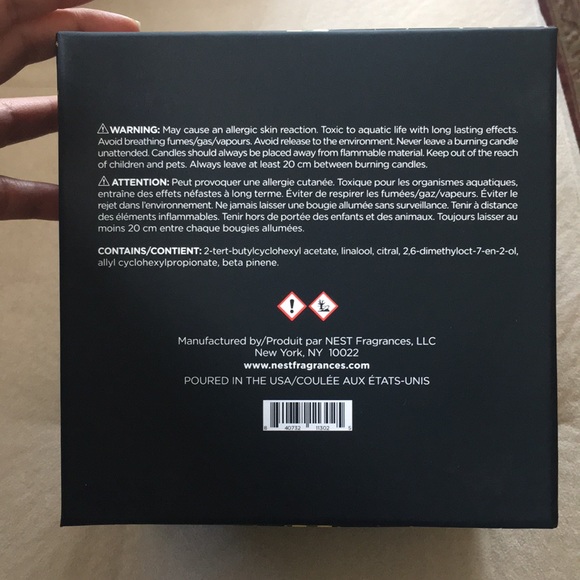 ⚠WARNING: May cause an allergic skin reaction. Toxic to aquatic life with long lasting effects.
Avoid breathing fumes/gas/vapours. Avoid release to the environment. Never leave a burning candle
unattended. Candles should always be placed away from flammable material. Keep out of the reach
of children and pets. Always leave at least 20 cm between burning candles.
⚠ATTENTION: Peut provoquer une allergie cutanée. Toxique pour les organismes aquatiques,
entraîne des effets néfastes à long terme. Éviter de respirer les fumées/gaz/vapeurs. Éviter le
rejet dans l'environnement. Ne jamais laisser une bougie allumée sans surveillance. Tenir à distance
des éléments inflammables. Tenir hors de portée des enfants et des animaux. Toujours laisser au
moins 20 cm entre chaque bougies allumées.
CONTAINS/CONTIENT: 2-tert-butylcyclohexyl acetate, linalool, citral, 2,6-dimethyloct-7-en-2-ol,
allyl cyclohexylpropionate, beta pinene.
Manufactured by/Produit par NEST Fragrances, LLC
New York, NY 10022
www.nestfragrances.com
POURED IN THE USA/COULÉE AUX ÉTATS-UNIS
6 40732 11302 5